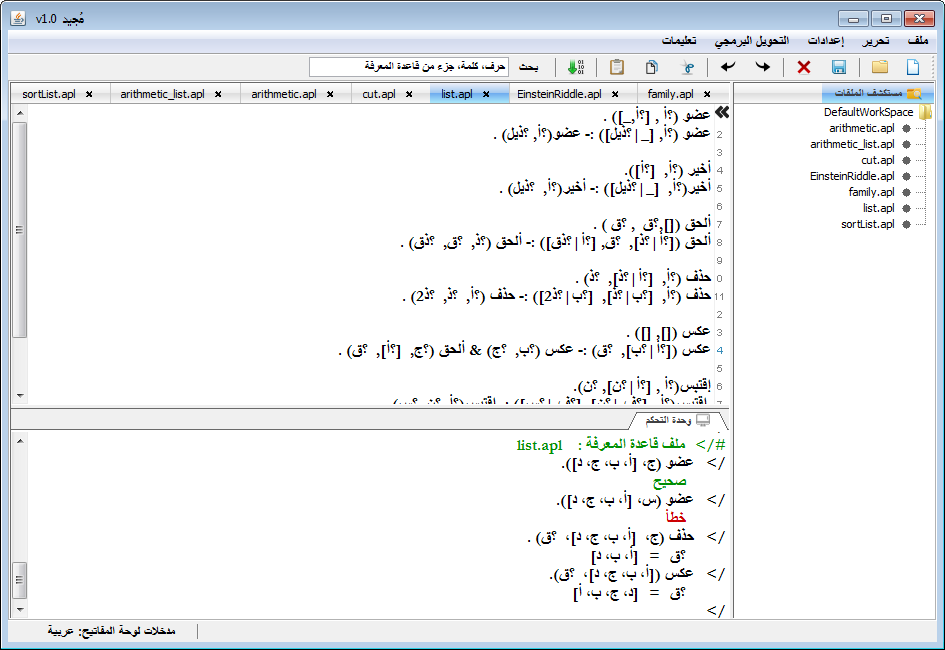 مُجيد v1.0
ملف تحرير إعدادات التحويل البرمجي تعليمات
بحث حرف، كلمة، جزء من قاعدة المعرفة
مستكشف الملفات
DefaultWorkSpace
arithmetic.apl
arithmetic_list.apl
cut.apl
EinsteinRiddle.apl
family.apl
list.apl
sortList.apl
sortList.apl arithmetic_list.apl arithmetic.apl cut.apl list.apl EinsteinRiddle.apl family.apl
عضو (؟أ , [؟أ,_]) .
2 عضو (؟أ, [_|؟ذيل]) :- عضو(؟أ, ؟ذيل) .
3
4 أخير (؟أ, [؟أ]).
5 أخير(؟أ, [_|؟ذيل]) :- أخير(؟أ, ؟ذيل) .
6
7 ألحق ([],؟ق , ؟ق ) .
8 ألحق ([؟أ|؟ذ], ؟ق, [؟أ|؟ذق]) :- ألحق (؟ذ, ؟ق, ؟ذق) .
9
0 حذف (؟أ, [؟أ|؟ذ], ؟ذ) .
11 حذف (؟أ, [؟ب|؟ذ], [؟ب|؟ذ2]) :- حذف (؟أ, ؟ذ, ؟ذ2) .
2
3 عكس ([], []) .
4 عكس ([؟أ|؟ب], ؟ق) :- عكس (؟ب, ؟ج) & ألحق (؟ج, [؟أ], ؟ق) .
5
6 إقتبس(؟أ , [؟أ|؟ن], ؟ن).
وحدة التحكم
#/> ملف قاعدة المعرفة : list.apl
/> عضو (ج، [أ، ب، ج، د]).
صحيح
/> عضو (س، [أ، ب، ج، د]).
خطأ
/> حذف (ج، [أ، ب، ج، د]، ؟ق) .
؟ق = [أ، ب، د]
/> عكس ([أ، ب، ج، د]، ؟ق).
؟ق = [د، ج، ب، أ]
/>
مدخلات لوحة المفاتيح: عربية